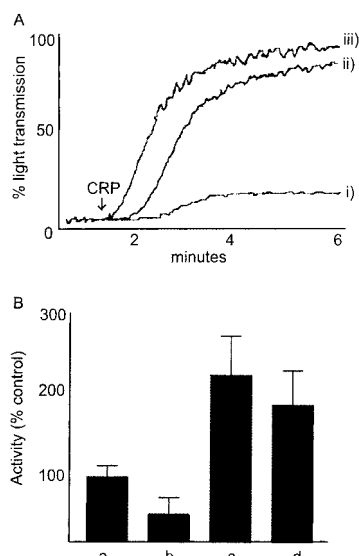 A
100
iii)
ii)
% light transmission
50
CRP
i)
0
2
4
6
minutes
B
300
Activity (% control)
200
100
a b c d